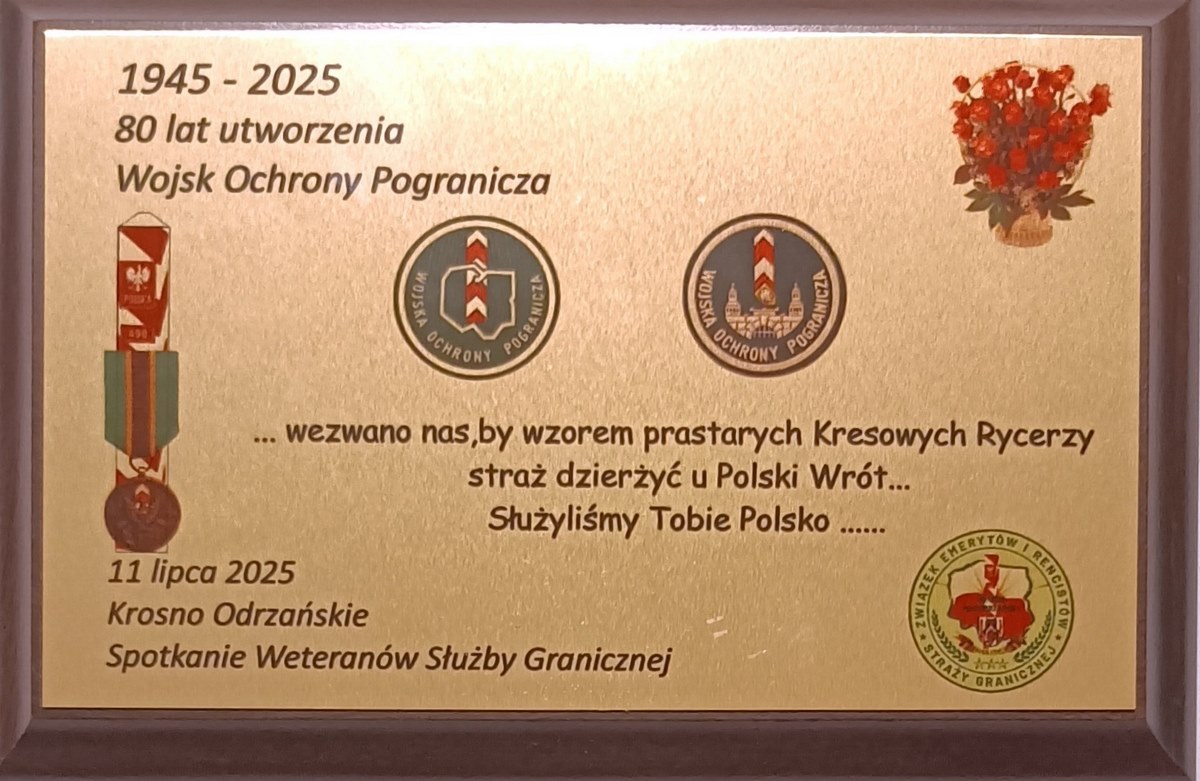 1945 - 2025
80 lat utworzenia
Wojsk Ochrony Pogranicza
POLSKA
WOJSKA OCHRONY POGRANICZA
WOJSKA OCHRONY POGRANICZA
... wezwano nas,by wzorem prastarych Kresowych Rycerzy
straż dzierżyć u Polski Wrót...
Służyliśmy Tobie Polsko ......
11 lipca 2025
Krosno Odrzańskie
Spotkanie Weteranów Służby Granicznej
ZWIĄZEK EMERYTÓW I RENCISTÓW
STRAŻY GRANICZNEJ